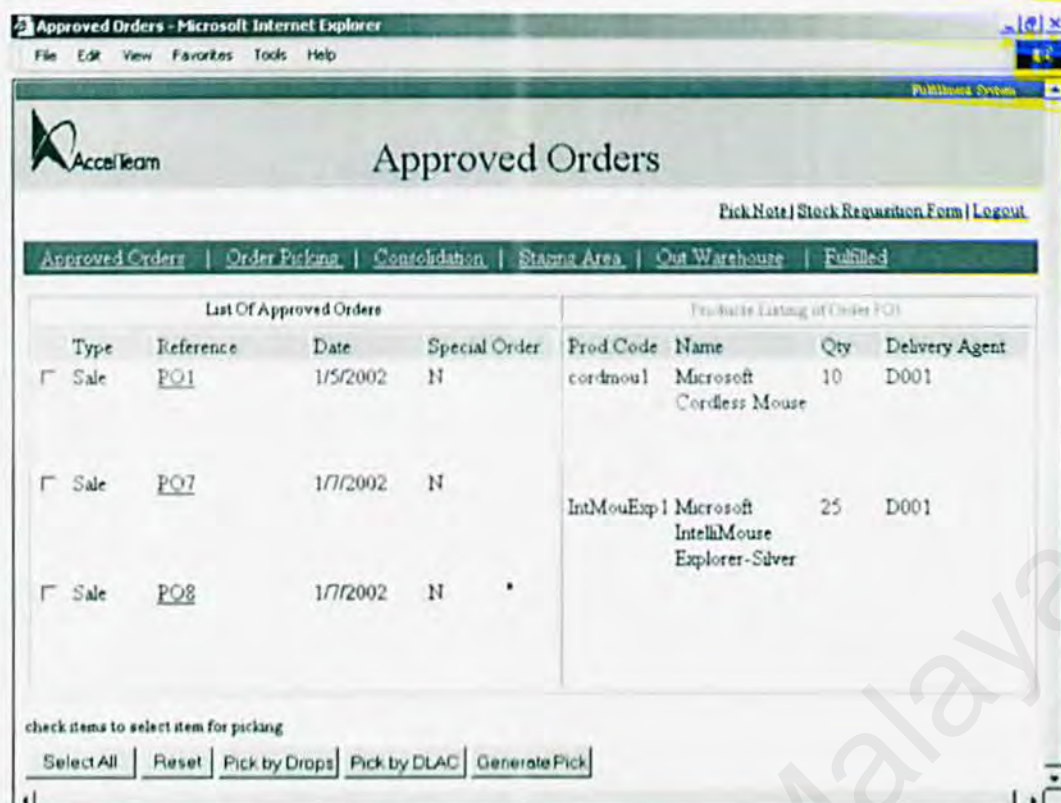 Approved Orders - Microsoft Internet Explorer
File Edit View Favorites Tools Help
Fulfillment System
AccelTeam
Approved Orders
Pick Note | Stock Requisition Form | Logout
Approved Orders | Order Picking | Consolidation | Staging Area | Out Warehouse | Fulfilled
List Of Approved Orders
Type Reference Date Special Order
Sale PO1 1/5/2002 N
Sale PO7 1/7/2002 N
Sale PO8 1/7/2002 N
Products Listing of Order PO1
Prod Code Name Qty Delivery Agent
cordmou1 Microsoft 10 D001
Cordless Mouse
IntMouExp1 Microsoft 25 D001
IntelliMouse
Explorer-Silver
check items to select item for picking
Select All Reset Pick by Drops Pick by DLAC Generate Pick